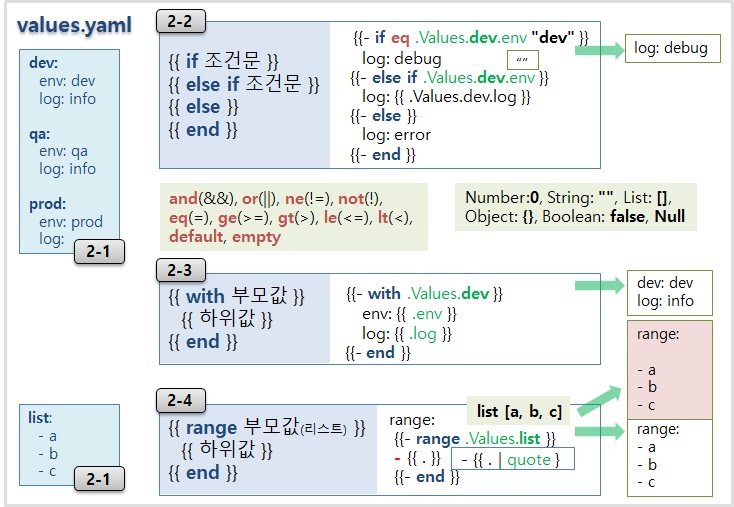 values.yaml
dev:
env: dev
log: info
qa:
env: qa
log: info
prod:
env: prod
log:
2-1
2-2
{{ if 조건문 }}
{{ else if 조건문 }}
{{ else }}
{{ end }}
{{- if eq .Values.dev.env "dev" }}
log: debug
“”
{{- else if .Values.dev.env }}
log: {{ .Values.dev.log }}
{{- else }}
log: error
{{- end }}
log: debug
and(&&), or(||), ne(!=), not(!),
eq(=), ge(>=), gt(>), le(<=), lt(<),
default, empty
Number:0, String: "", List: [],
Object: {}, Boolean: false, Null
2-3
{{ with 부모값 }}
{{ 하위값 }}
{{ end }}
{{- with .Values.dev }}
env: {{ .env }}
log: {{ .log }}
{{- end }}
dev: dev
log: info
range:
- a
- b
- c
list:
- a
- b
- c
2-1
2-4
{{ range 부모값(리스트) }}
{{ 하위값 }}
{{ end }}
list [a, b, c]
range:
{{- range .Values.list }}
- {{ . }}
- {{ . | quote }
{{- end }}
range:
- a
- b
- c